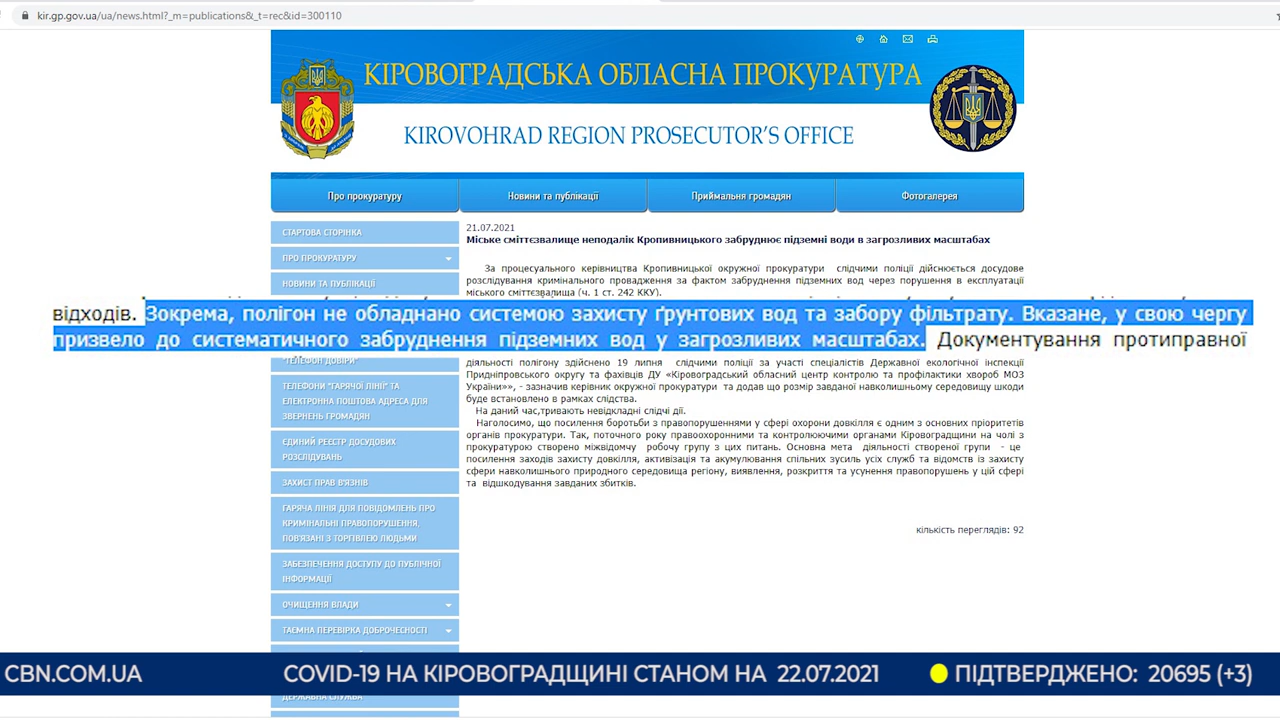 kir.gp.gov.ua/ua/news.html?_m=publications&_t=rec&id=300110
КІРОВОГРАДСЬКА ОБЛАСНА ПРОКУРАТУРА
KIROVOHRAD REGION PROSECUTOR'S OFFICE
Про прокуратуру
Новини та публікації
Приймальня громадян
Фотогалерея
СТАРТОВА СТОРІНКА
ПРО ПРОКУРАТУРУ
НОВИНИ ТА ПУБЛІКАЦІЇ
21.07.2021
Міське сміттєзвалище неподалік Кропивницького забруднює підземні води в загрозливих масштабах
За процесуального керівництва Кропивницької окружної прокуратури слідчими поліції дійснюється досудове
розслідування кримінального провадження за фактом забруднення підземних вод через порушення в експлуатації
міського сміттєзвалища (ч. 1 ст. 242 ККУ).
відходів. Зокрема, полігон не обладнано системою захисту ґрунтових вод та забору фільтрату. Вказане, у свою чергу
призвело до систематичного забруднення підземних вод у загрозливих масштабах. Документування протиправної
діяльності полігону здійснено 19 липня слідчими поліції за участі спеціалістів Державної екологічної інспекції
Придніпровського округу та фахівців ДУ «Кіровоградський обласний центр контролю та профілактики хвороб МОЗ
України»», - зазначив керівник окружної прокуратури та додав що розмір завданої навколишньому середовищу шкоди
буде встановлено в рамках слідства.
На даний час,тривають невідкладні слідчі дії.
Наголосимо, що посилення боротьби з правопорушеннями у сфері охорони довкілля є одним з основних пріоритетів
органів прокуратури. Так, поточного року правоохоронними та контролюючими органами Кіровоградщини на чолі з
прокуратурою створено міжвідомчу робочу групу з цих питань. Основна мета діяльності створеної групи - це
посилення заходів захисту довкілля, активізація та акумулювання спільних зусиль усіх служб та відомств із захисту
сфери навколишнього природного середовища регіону, виявлення, розкриття та усунення правопорушень у цій сфері
та відшкодування завданих збитків.
кількість переглядів: 92
"ТЕЛЕФОН ДОВІРИ"
ТЕЛЕФОНИ "ГАРЯЧОЇ ЛІНІЇ" ТА
ЕЛЕКТРОННА ПОШТОВА АДРЕСА ДЛЯ
ЗВЕРНЕНЬ ГРОМАДЯН
ЄДИНИЙ РЕЄСТР ДОСУДОВИХ
РОЗСЛІДУВАНЬ
ЗАХИСТ ПРАВ В'ЯЗНІВ
ГАРЯЧА ЛІНІЯ ДЛЯ ПОВІДОМЛЕНЬ ПРО
КРИМІНАЛЬНІ ПРАВОПОРУШЕННЯ,
ПОВ'ЯЗАНІ З ТОРГІВЛЕЮ ЛЮДЬМИ
ЗАБЕЗПЕЧЕННЯ ДОСТУПУ ДО ПУБЛІЧНОЇ
ІНФОРМАЦІЇ
ОЧИЩЕННЯ ВЛАДИ
ТАЄМНА ПЕРЕВІРКА ДОБРОЧЕСНОСТІ
CBN.COM.UA
COVID-19 НА КІРОВОГРАДЩИНІ СТАНОМ НА 22.07.2021
ПІДТВЕРДЖЕНО: 20695 (+3)
ДЕРЖАВНА СЛУЖБА